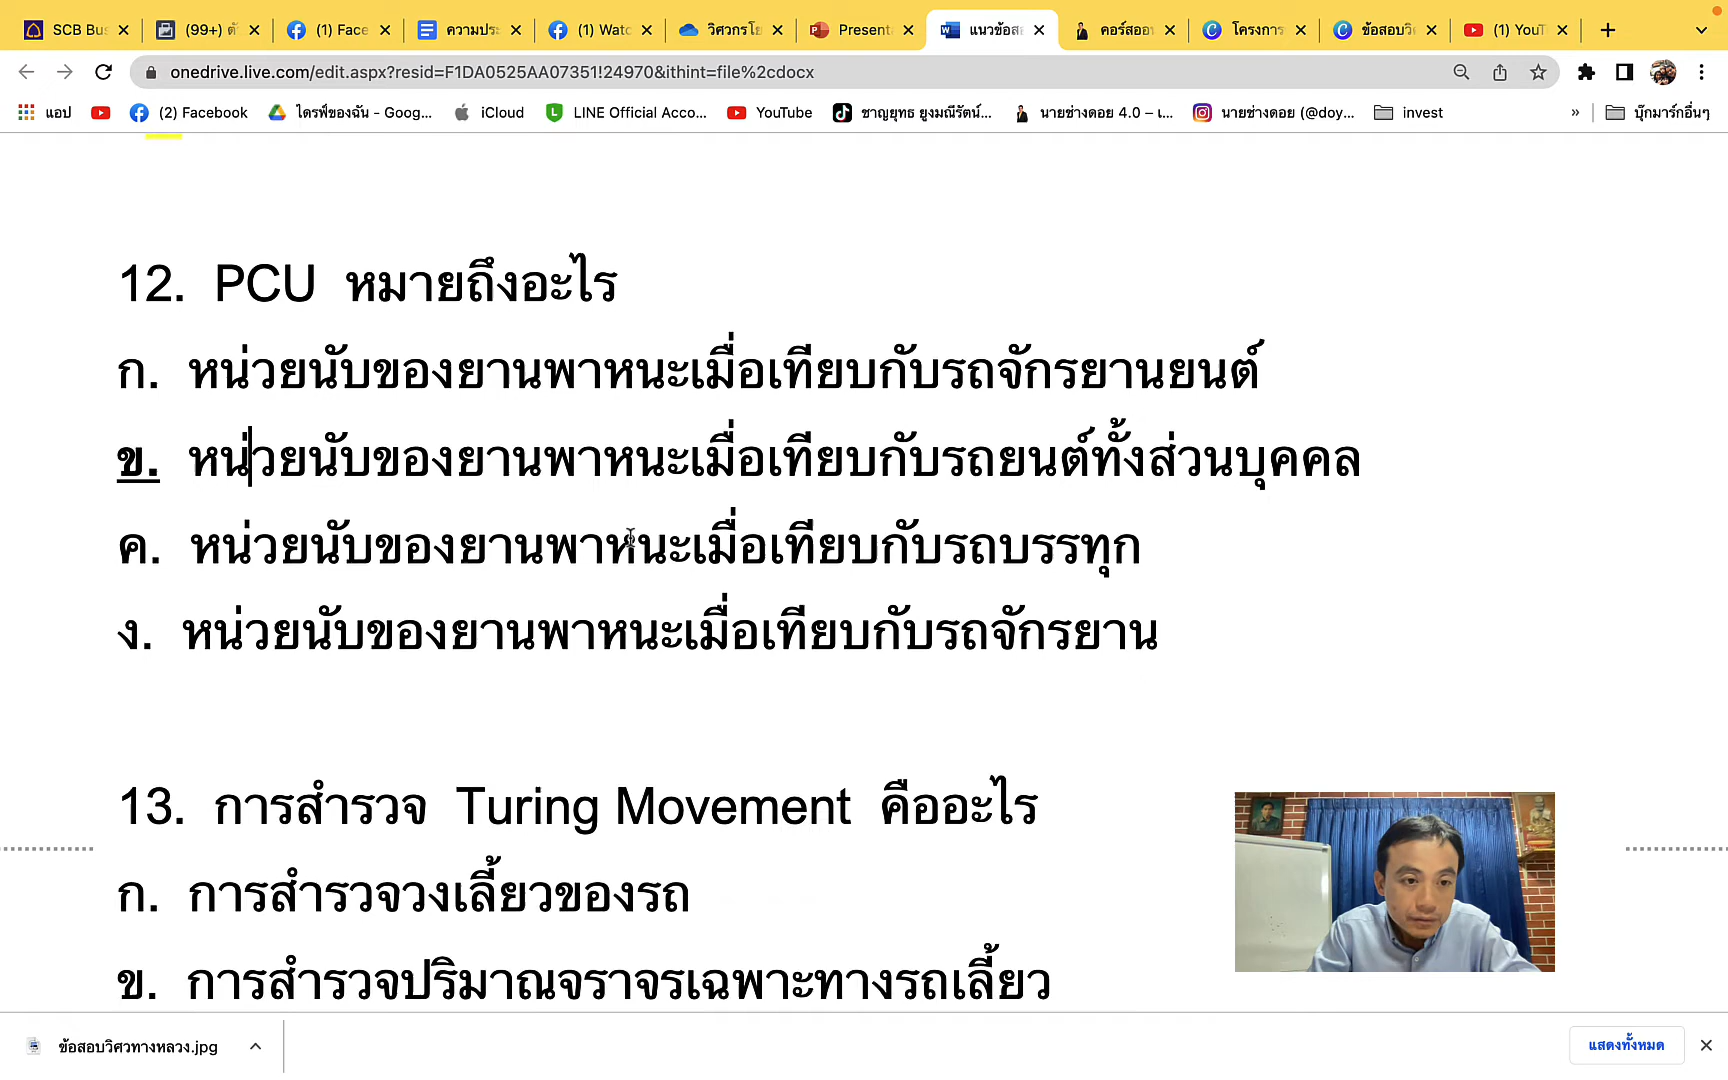 SCB Bus
(99+) ตั
(1) Face
ความประ
(1) Watc
วิศวกรโย
Presenta
แนวข้อส
คอร์สออ
โครงการ
ข้อสอบวิ
(1) YouT
onedrive.live.com/edit.aspx?resid=F1DA0525AA07351!24970&ithint=file%2cdocx
แอป
(2) Facebook
ไดรฟ์ของฉัน - Goog...
iCloud
LINE Official Acco...
YouTube
ชาญยุทธ ยูงมณีรัตน์...
นายช่างดอย 4.0 – เ...
นายช่างดอย (@doy...
invest
»
บุ๊กมาร์กอื่นๆ
12. PCU หมายถึงอะไร
ก. หน่วยนับของยานพาหนะเมื่อเทียบกับรถจักรยานยนต์
ข. หน่วยนับของยานพาหนะเมื่อเทียบกับรถยนต์ทั้งส่วนบุคคล
ค. หน่วยนับของยานพาหนะเมื่อเทียบกับรถบรรทุก
ง. หน่วยนับของยานพาหนะเมื่อเทียบกับรถจักรยาน
13. การสำรวจ Turing Movement คืออะไร
ก. การสำรวจวงเลี้ยวของรถ
ข. การสำรวจปริมาณจราจรเฉพาะทางรถเลี้ยว
ข้อสอบวิศวทางหลวง.jpg
แสดงทั้งหมด